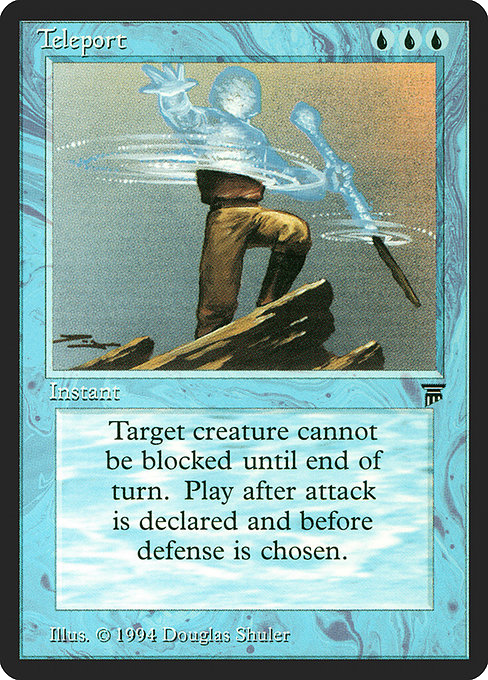 Teleport
Instant
Target creature cannot
be blocked until end of
turn. Play after attack
is declared and before
defense is chosen.
Illus. © 1994 Douglas Shuler